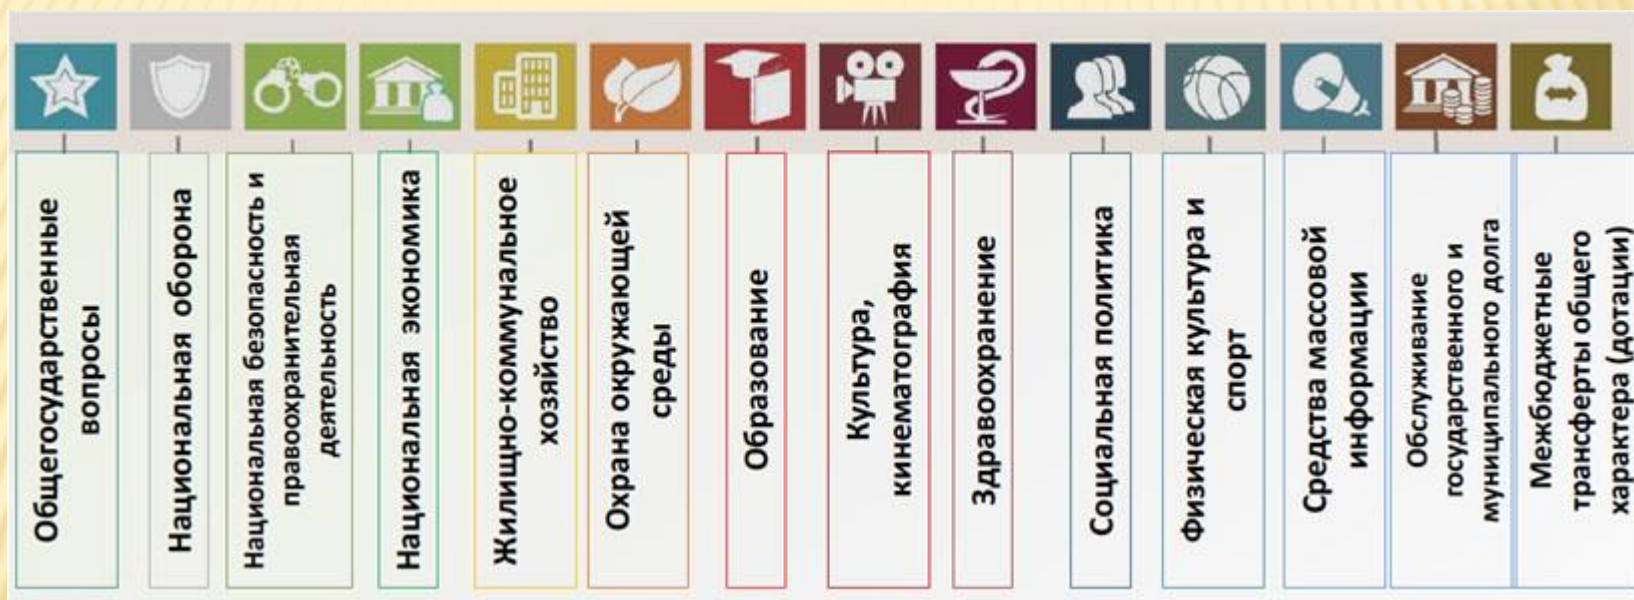 Общегосударственные
вопросы
Национальная оборона
Национальная безопасность и
правоохранительная
деятельность
Национальная экономика
Жилищно-коммунальное
хозяйство
Охрана окружающей
среды
Образование
Культура,
кинематография
Здравоохранение
Социальная политика
Физическая культура и
спорт
Средства массовой
информации
Обслуживание
государственного и
муниципального долга
Межбюджетные
трансферты общего
характера (дотации)